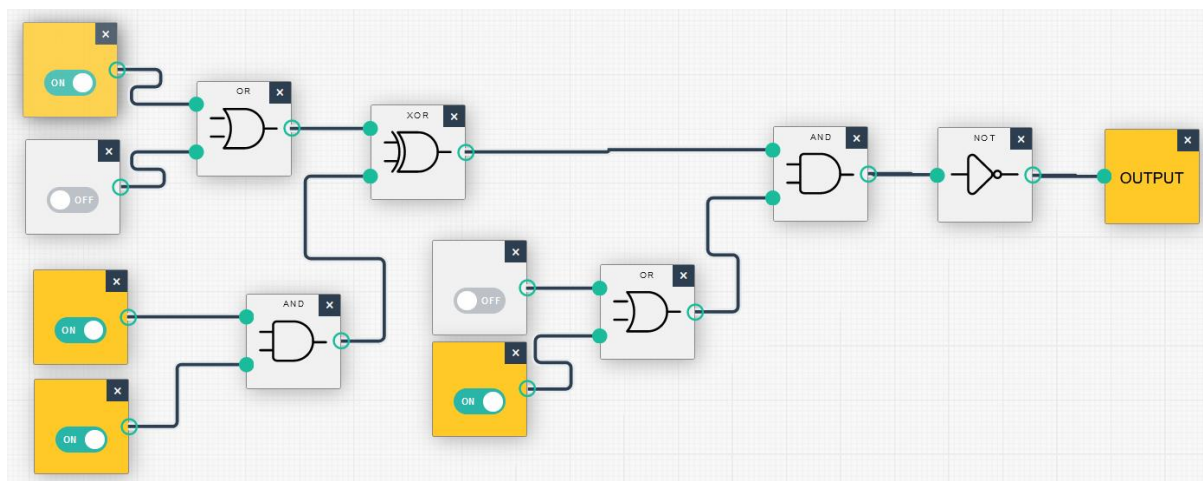 ON
OR
XOR
OFF
AND
NOT
OUTPUT
ON
AND
OFF
OR
ON
ON